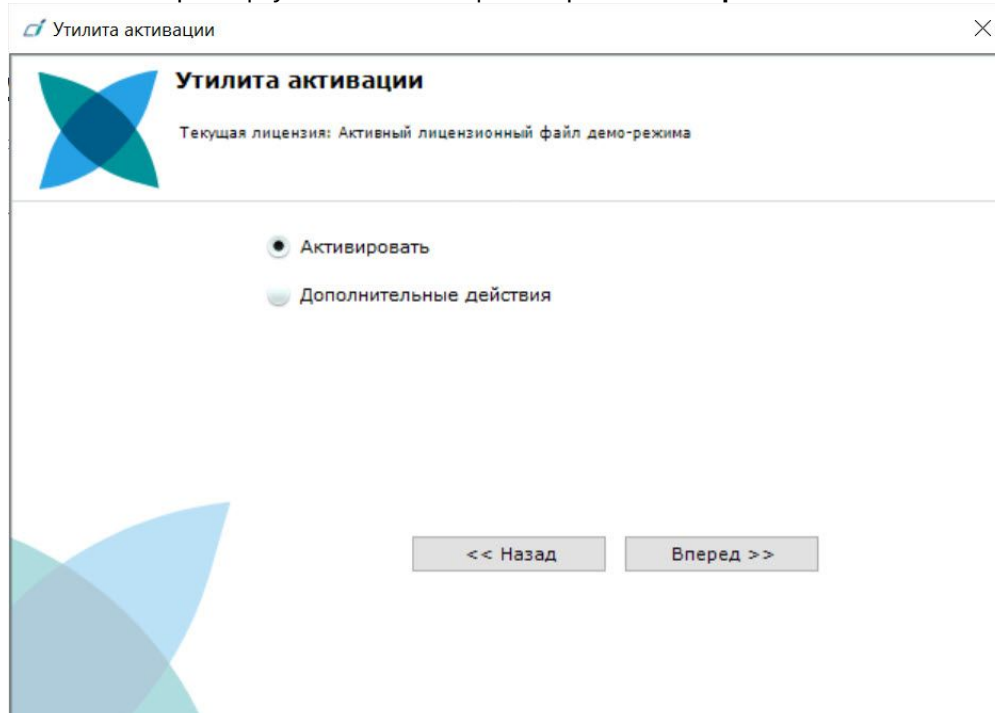 Утилита активации
Утилита активации
Текущая лицензия: Активный лицензионный файл демо-режима
Активировать
Дополнительные действия
<< Назад
Вперед >>